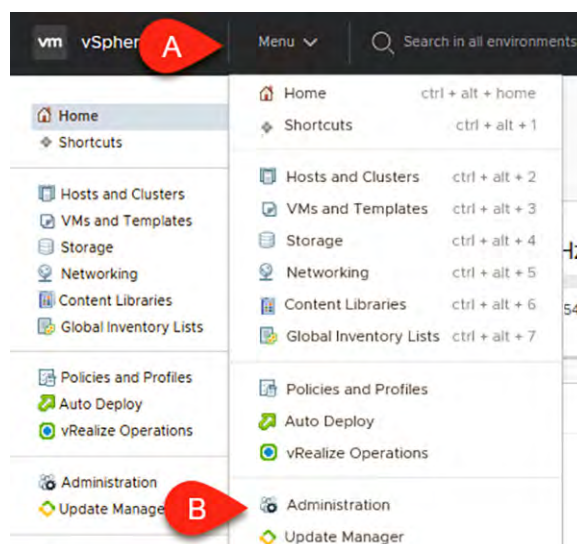 vm vSpher A Menu Search in all environments
Home
Shortcuts
Hosts and Clusters
VMs and Templates
Storage
Networking
Content Libraries
Global Inventory Lists
Policies and Profiles
Auto Deploy
vRealize Operations
Administration
Update Manage B
Home ctrl + alt + home
Shortcuts ctrl + alt + 1
Hosts and Clusters ctrl + alt + 2
VMs and Templates ctrl + alt + 3
Storage ctrl + alt + 4
Networking ctrl + alt + 5
Content Libraries ctrl + alt + 6
Global Inventory Lists ctrl + alt + 7
Policies and Profiles
Auto Deploy
vRealize Operations
Administration
Update Manager
Hz
54